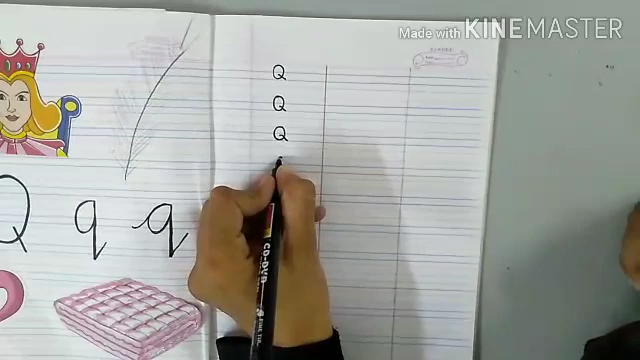 Made with KINEMASTER
Q
Q
Q
Q q q
CD-DVD